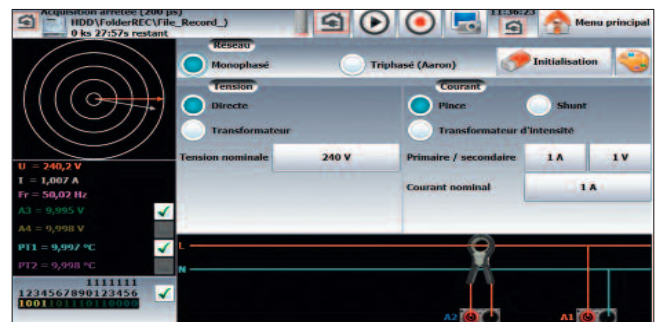 Acquisition arrêtée (200 µs)
HDD\FolderREC\File
_Record_)
0 ks 27:57s restant
11:36:23
Menu principal
Réseau
Monophasé
Triphasé (Aaron)
Initialisation
Tension
Directe
Transformateur
Tension nominale
240 V
Courant
Pince
Shunt
Transformateur d'intensité
Primaire / secondaire
1 A
1 V
Courant nominal
1 A
U = 240,2 V
I = 1,007 A
Fr = 50,02 Hz
A3 = 9,995 V
A4 = 9,998 V
PT1 = 9,997 °C
PT2 = 9,998 °C
1111111
1234567890123456
1001101110110000
L
N
A2
A1